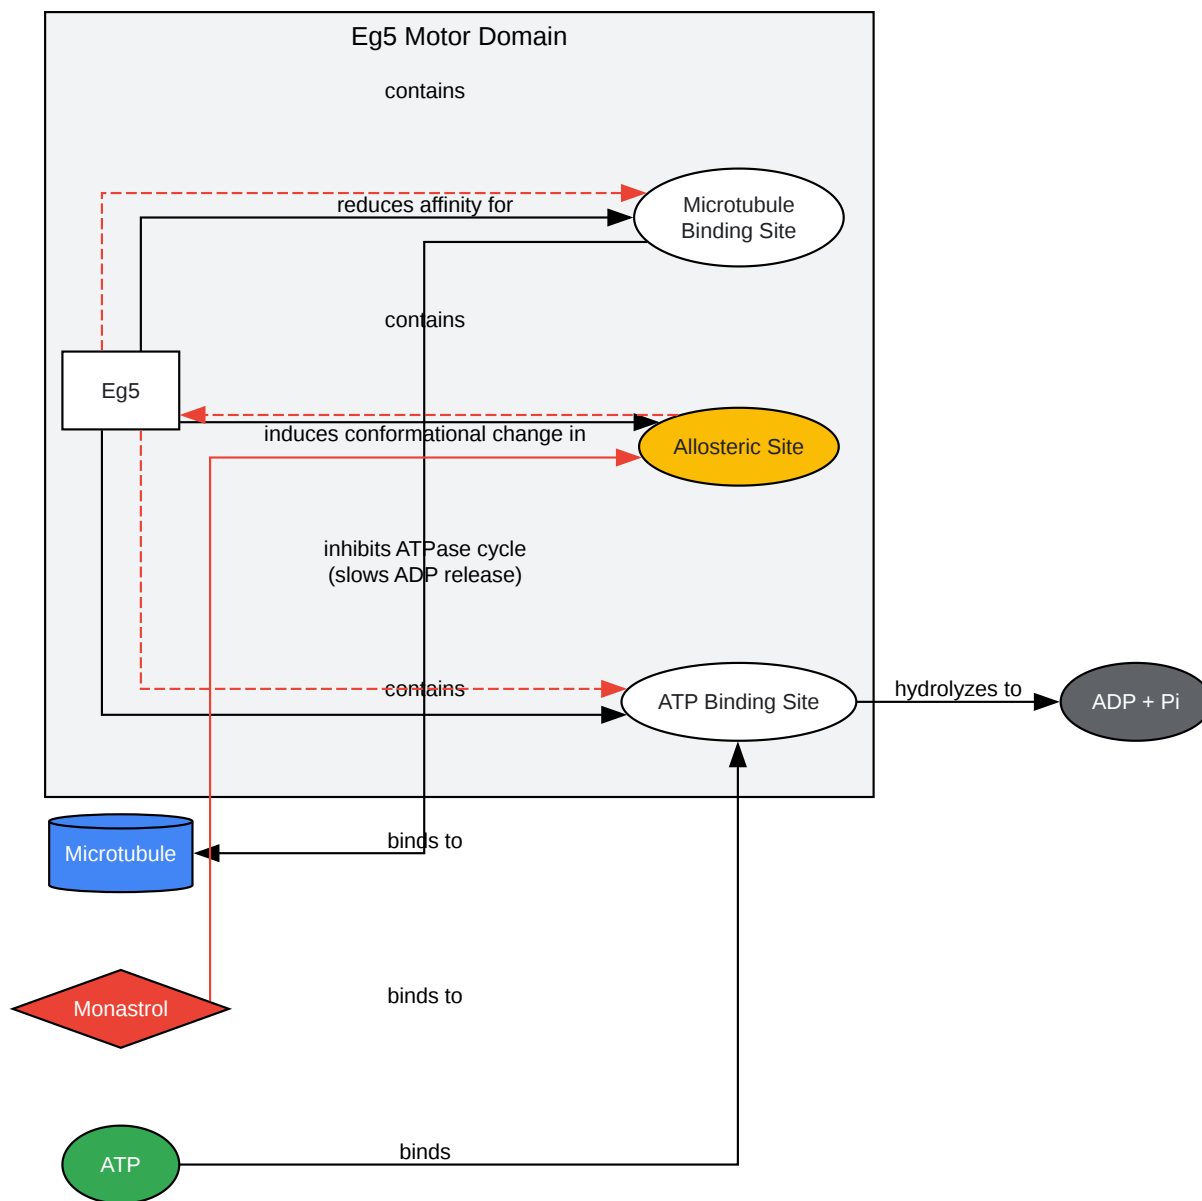 Eg5 Motor Domain
contains
reduces affinity for
Microtubule
Binding Site
contains
Eg5
induces conformational change in
Allosteric Site
inhibits ATPase cycle
(slows ADP release)
contains
ATP Binding Site
hydrolyzes to
ADP + Pi
Microtubule
binds to
Monastrol
binds to
ATP
binds